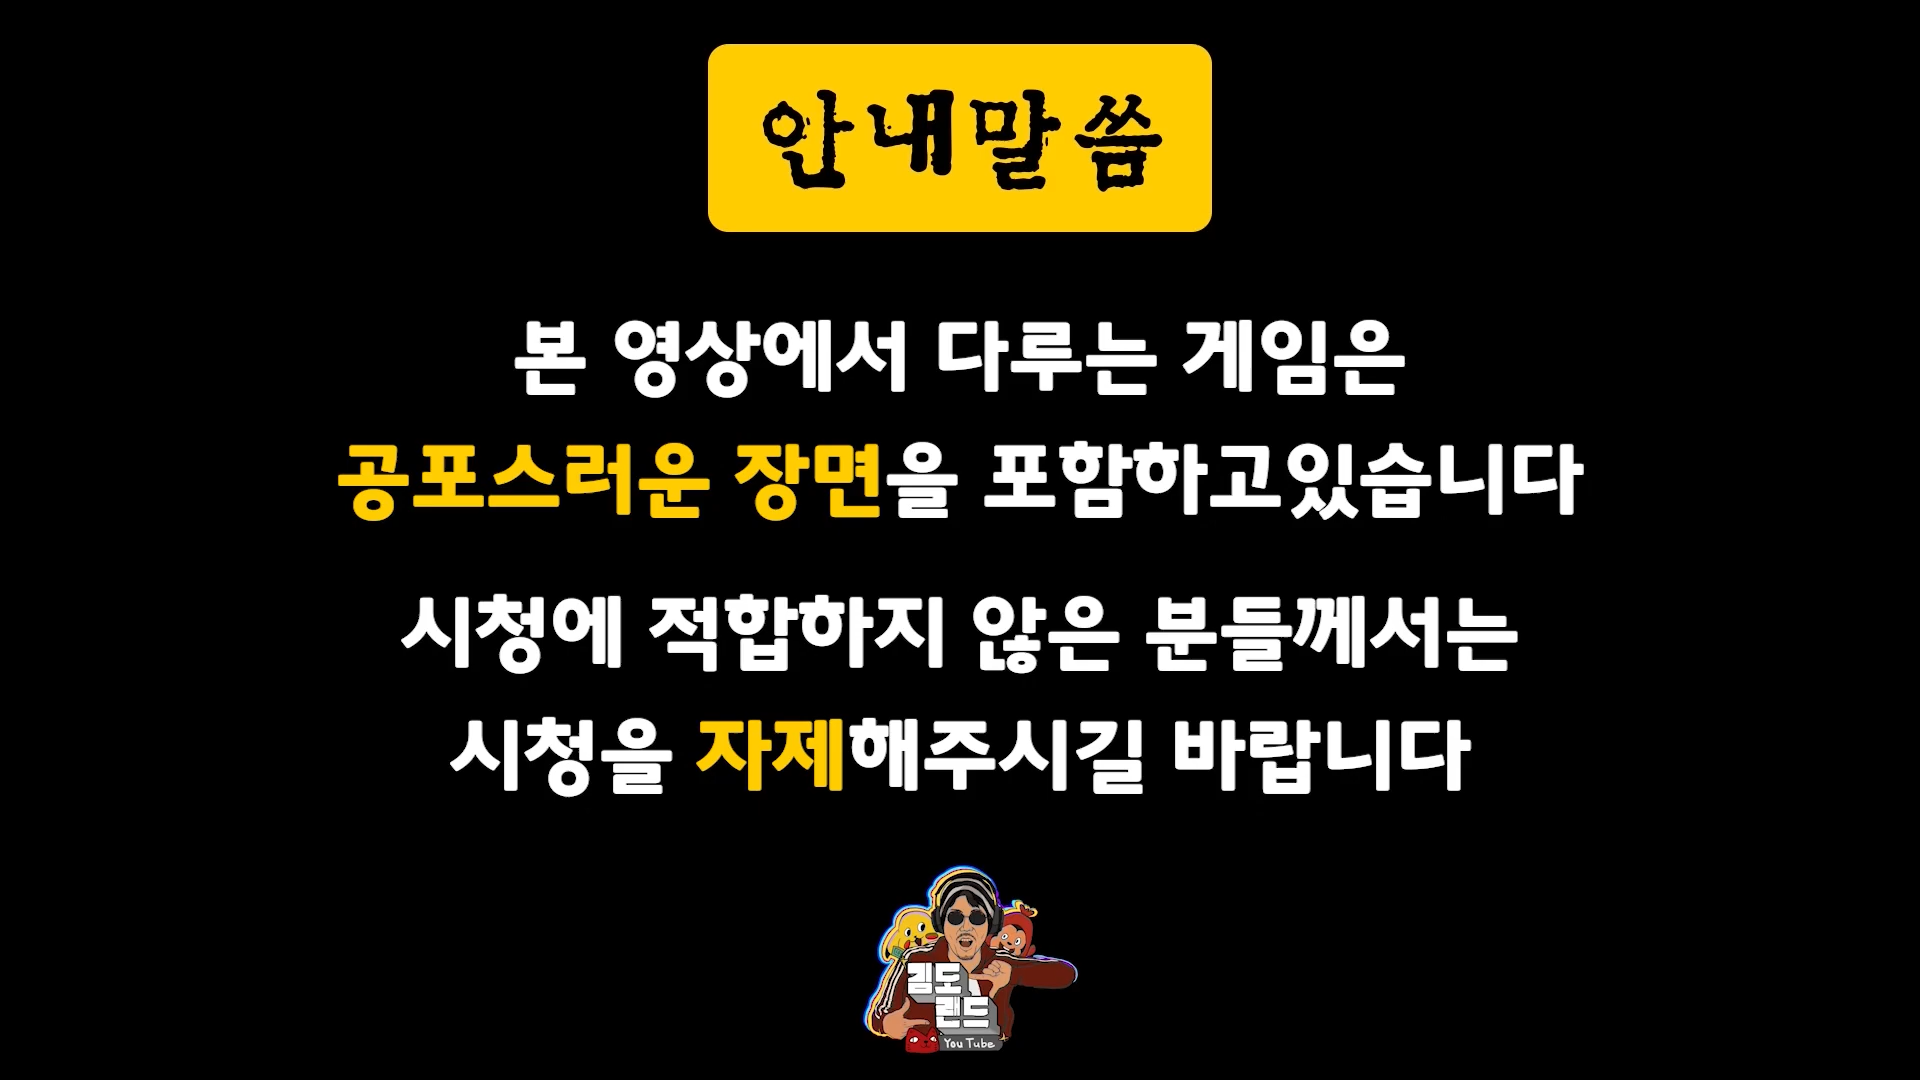 안내말씀
본 영상에서 다루는 게임은
공포스러운 장면을 포함하고있습니다
시청에 적합하지 않은 분들께서는
시청을 자제해주시길 바랍니다
김도
랜드
YouTube